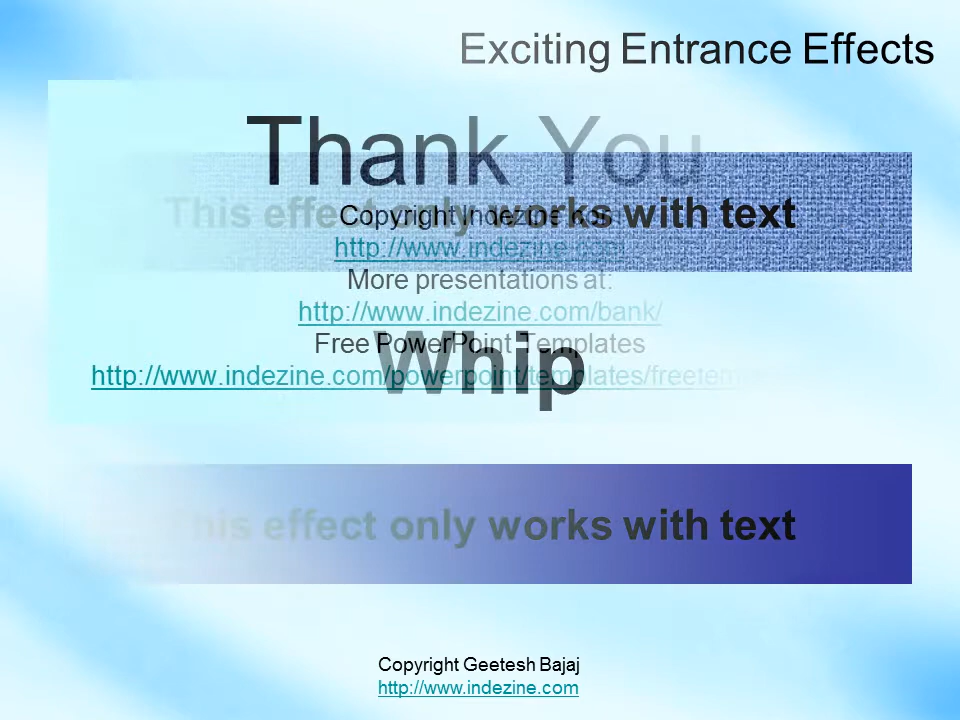 Exciting Entrance Effects
Thank You
This effect only works with text
Copyright Indezine.com
http://www.indezine.com
More presentations at:
http://www.indezine.com/bank/
Free PowerPoint Templates
Whip
This effect only works with text
Copyright Geetesh Bajaj
http://www.indezine.com